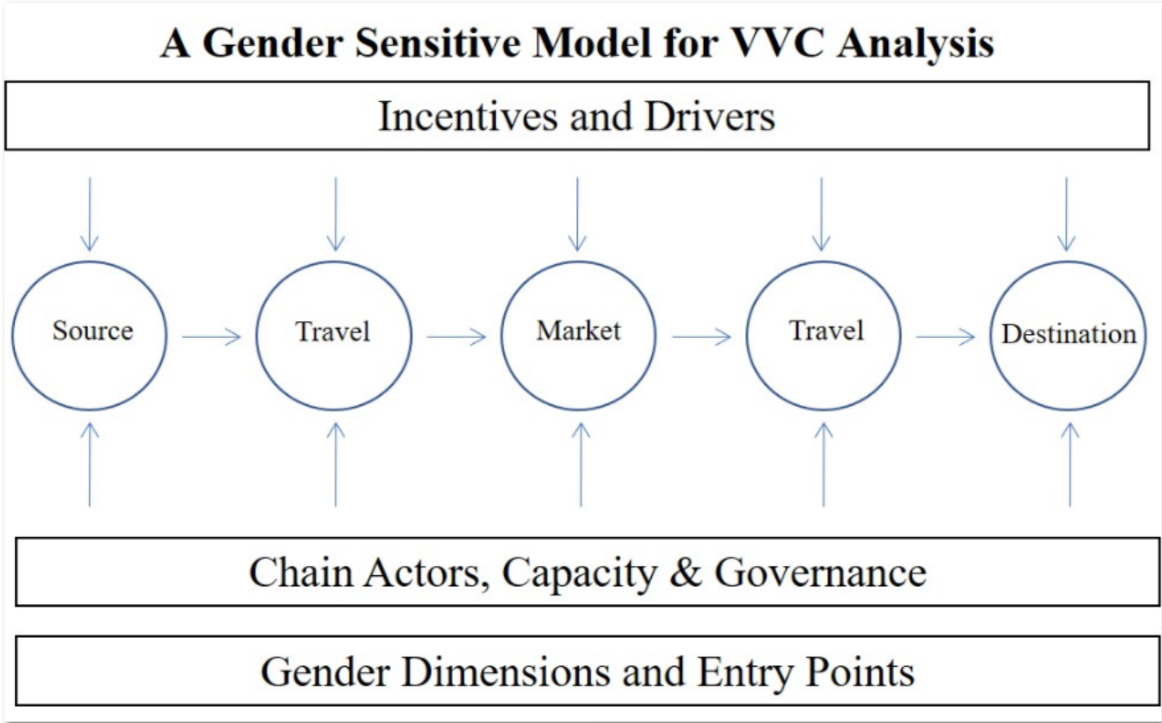 A Gender Sensitive Model for VVC Analysis
Incentives and Drivers
Source
Travel
Market
Travel
Destination
Chain Actors, Capacity & Governance
Gender Dimensions and Entry Points